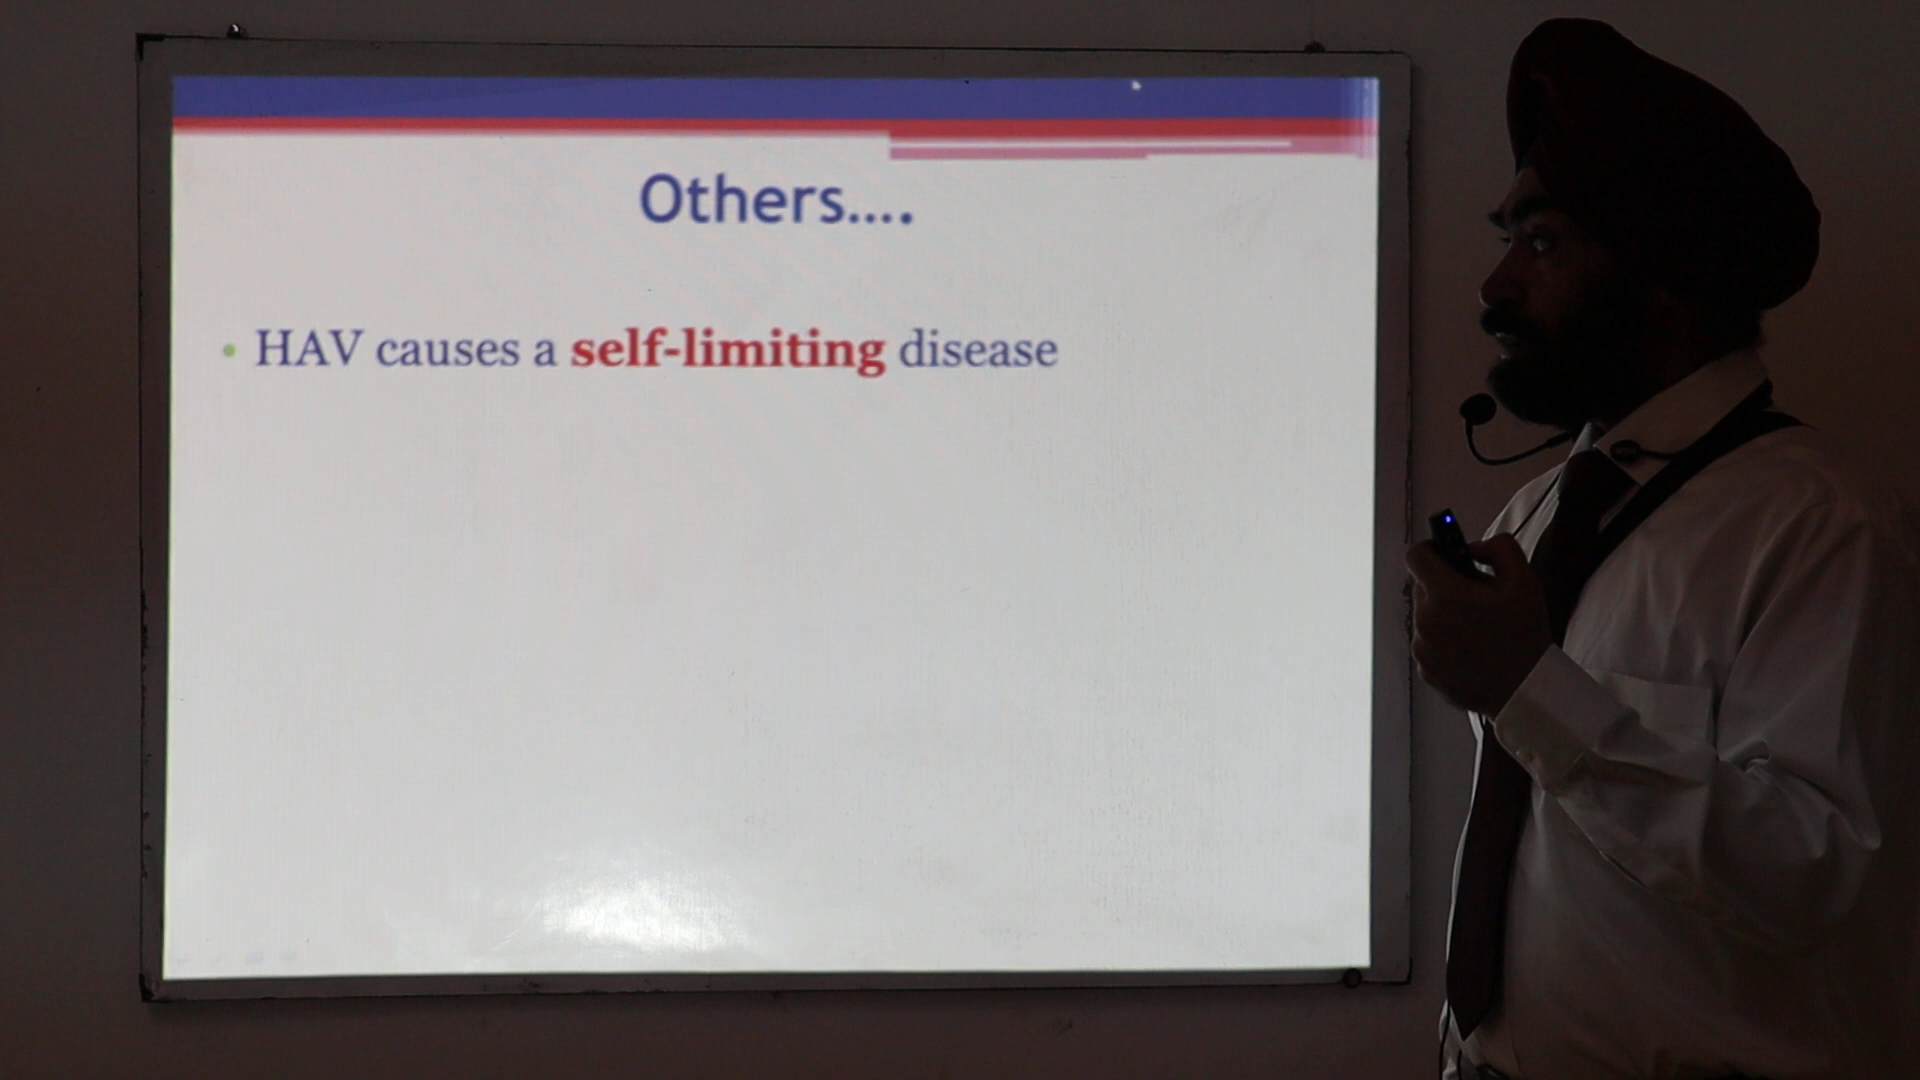 Others....
• HAV causes a self-limiting disease